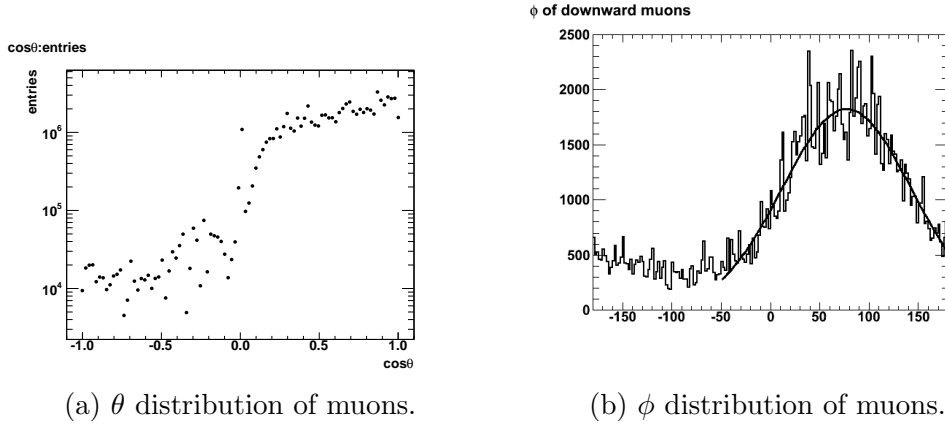 cosθ:entries
entries
10⁶
10⁵
10⁴
-1.0 -0.5 0.0 0.5 1.0
cosθ
(a) θ distribution of muons.
ϕ of downward muons
2500
2000
1500
1000
500
0
-150 -100 -50 0 50 100 150
(b) ϕ distribution of muons.